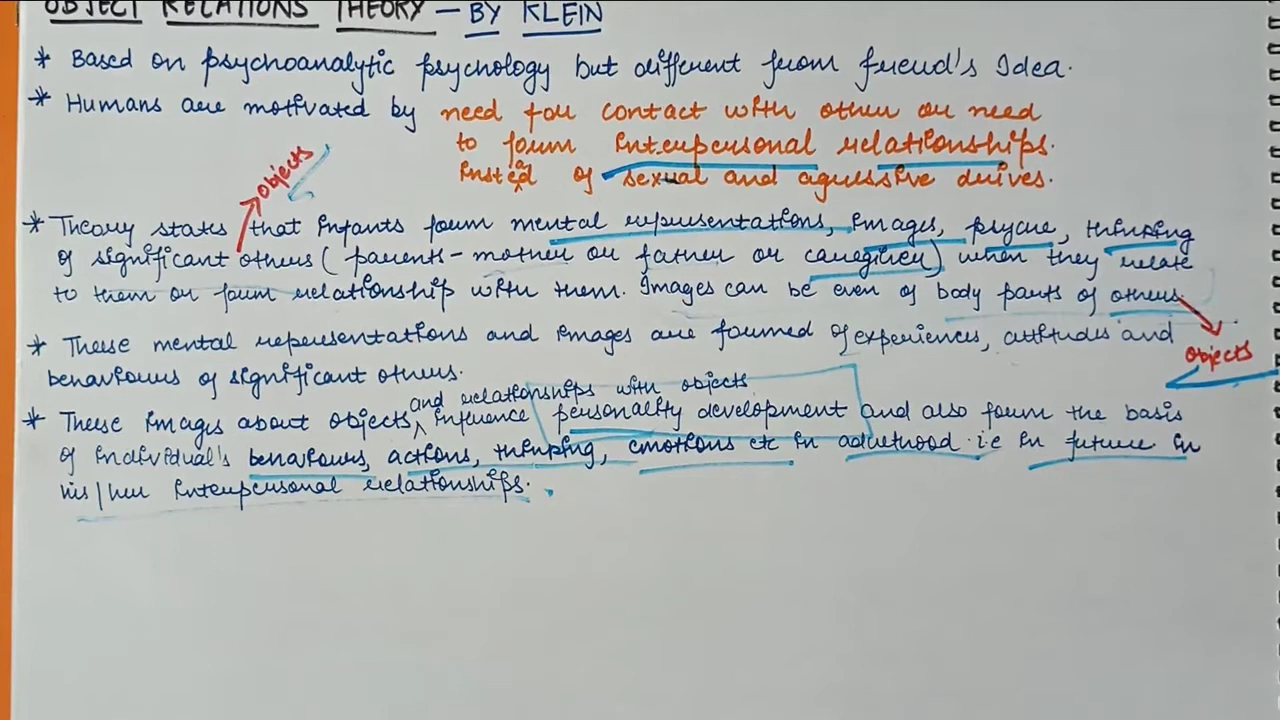 OBJECT RELATIONS THEORY - BY KLEIN
* Based on psychoanalytic psychology but different from freud's Idea.
* Humans are motivated by need for contact with other or need
to form interpersonal relationships.
Instead of sexual and agressive drives.
objects
* Theory states that infants form mental representations, images, psyche, thinking
of significant others (parents - mother or father or caregiver) when they relate
to them or form relationship with them. Images can be even of body parts of others
objects
* These mental representations and images are formed of experiences, attitudes and
behaviours of significant others.
and relationships with objects
* These images about objects ^ influence personality development and also form the basis
of individual's behaviours, actions, thinking, emotions etc in adulthood i.e in future in
his/her interpersonal relationships.